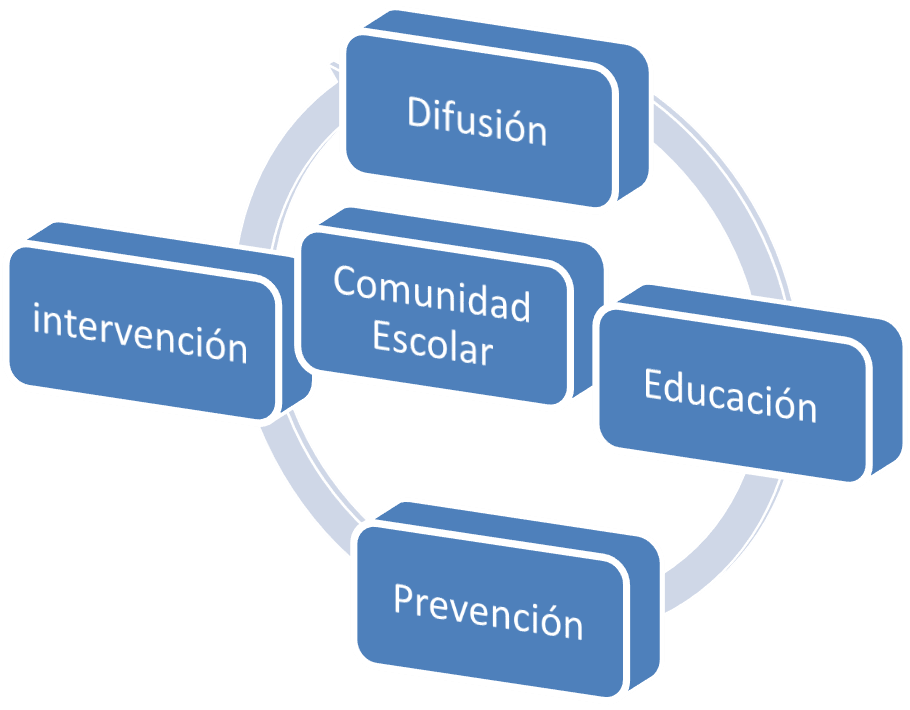 Difusión
Comunidad
Escolar
intervención
Educación
Prevención